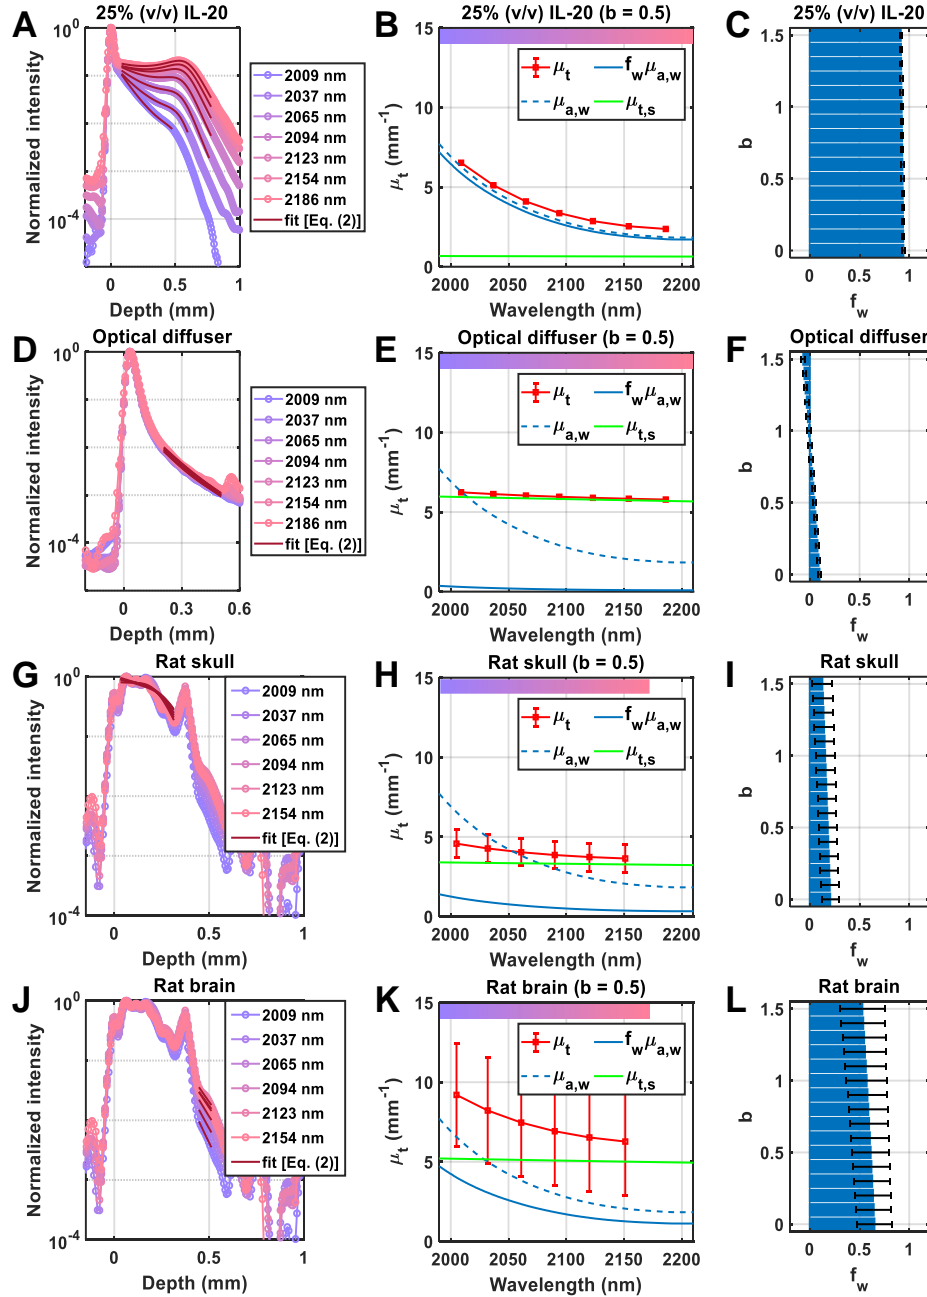 A
25% (v/v) IL-20
Normalized intensity
10⁰
10⁻⁴
0
0.5
1
Depth (mm)
2009 nm
2037 nm
2065 nm
2094 nm
2123 nm
2154 nm
2186 nm
fit [Eq. (2)]
B
25% (v/v) IL-20 (b = 0.5)
μt (mm⁻¹)
15
10
5
0
μt
fwμa,w
μa,w
μt,s
2000
2050
2100
2150
2200
Wavelength (nm)
C
25% (v/v) IL-20
b
1.5
1
0.5
0
0
1
fw
D
Optical diffuser
Normalized intensity
10⁰
10⁻⁴
0
0.3
0.6
Depth (mm)
2009 nm
2037 nm
2065 nm
2094 nm
2123 nm
2154 nm
2186 nm
fit [Eq. (2)]
E
Optical diffuser (b = 0.5)
μt (mm⁻¹)
15
10
5
0
μt
fwμa,w
μa,w
μt,s
2000
2050
2100
2150
2200
Wavelength (nm)
F
Optical diffuser
b
1.5
1
0.5
0
0
0.5
1
fw
G
Rat skull
Normalized intensity
10⁰
10⁻⁴
0
0.5
1
Depth (mm)
2009 nm
2037 nm
2065 nm
2094 nm
2123 nm
2154 nm
fit [Eq. (2)]
H
Rat skull (b = 0.5)
μt (mm⁻¹)
15
10
5
0
μt
fwμa,w
μa,w
μt,s
2000
2050
2100
2150
2200
Wavelength (nm)
I
Rat skull
b
1.5
1
0.5
0
0
0.5
1
fw
J
Rat brain
Normalized intensity
10⁰
10⁻⁴
0
0.5
1
Depth (mm)
2009 nm
2037 nm
2065 nm
2094 nm
2123 nm
2154 nm
fit [Eq. (2)]
K
Rat brain (b = 0.5)
μt (mm⁻¹)
15
10
5
0
μt
fwμa,w
μa,w
μt,s
2000
2050
2100
2150
2200
Wavelength (nm)
L
Rat brain
b
1.5
1
0.5
0
0
0.5
1
fw